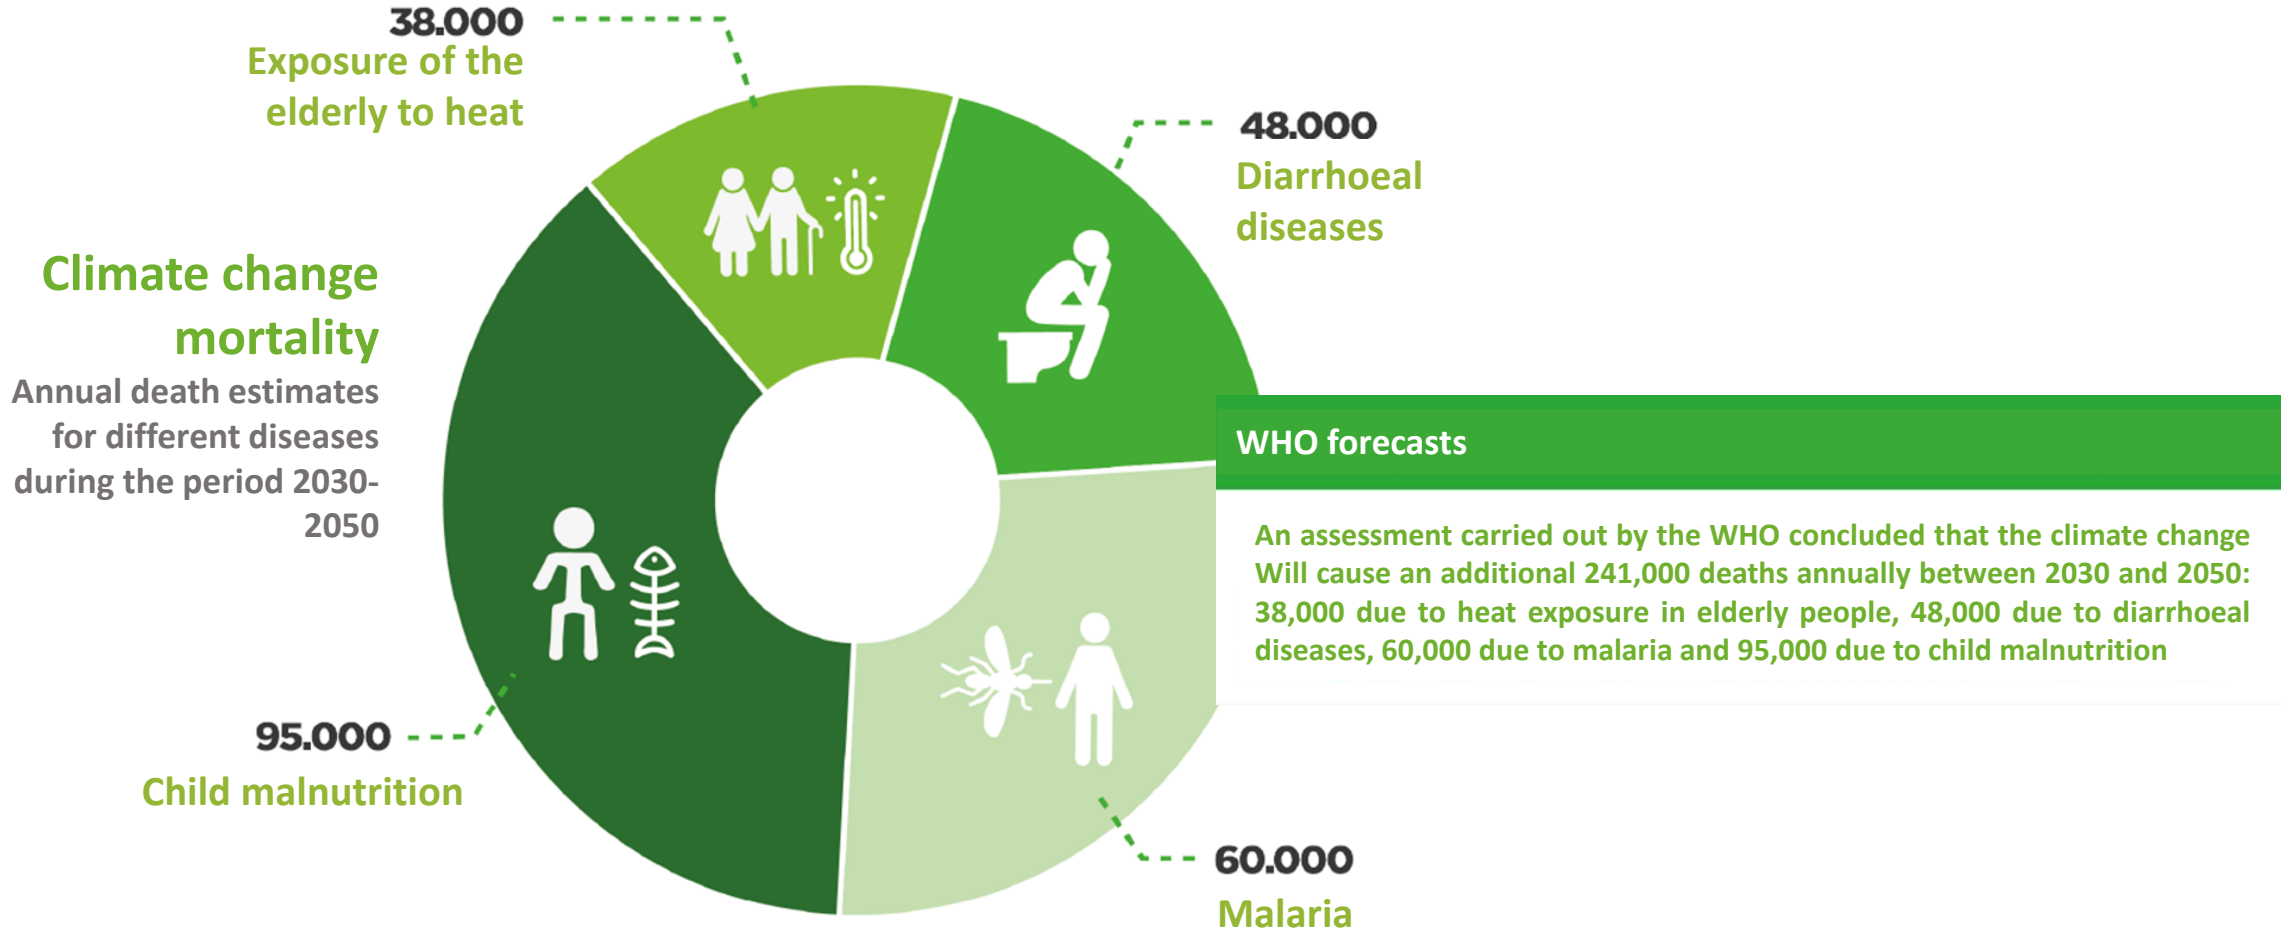 38.000
Exposure of the
elderly to heat
48.000
Diarrhoeal
diseases
Climate change
mortality
Annual death estimates
for different diseases
during the period 2030-
2050
WHO forecasts
An assessment carried out by the WHO concluded that the climate change
Will cause an additional 241,000 deaths annually between 2030 and 2050:
38,000 due to heat exposure in elderly people, 48,000 due to diarrhoeal
diseases, 60,000 due to malaria and 95,000 due to child malnutrition
95.000
Child malnutrition
60.000
Malaria